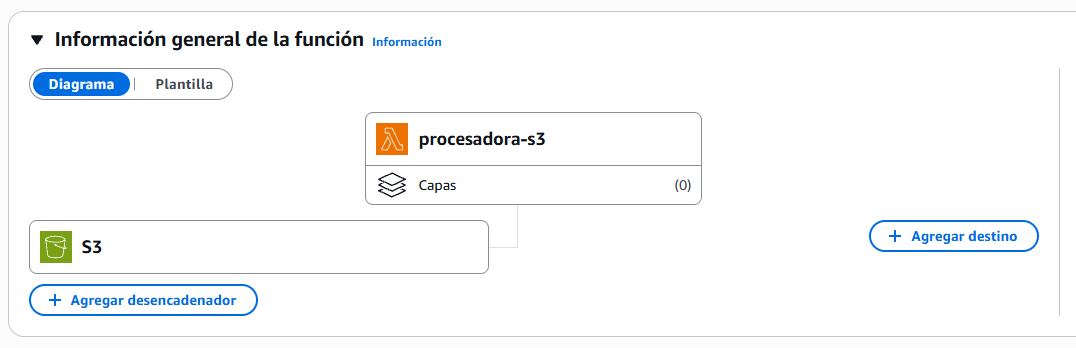 Información general de la función Información
Diagrama Plantilla
procesadora-s3
Capas (0)
S3
+ Agregar destino
+ Agregar desencadenador